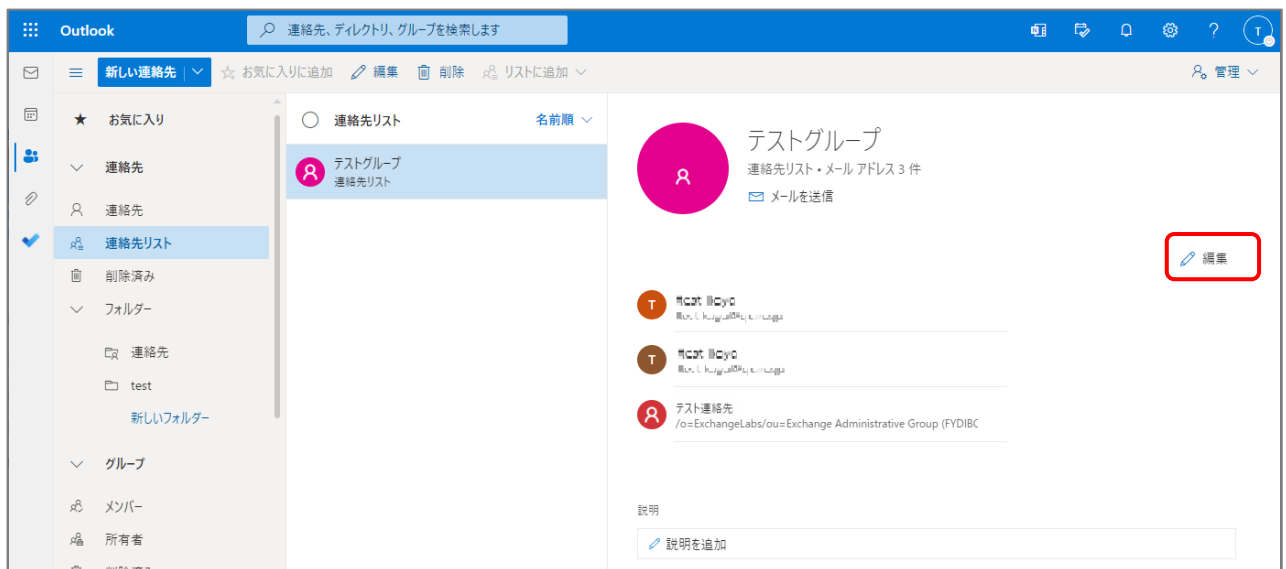 Outlook
連絡先、ディレクトリ、グループを検索します
T
新しい連絡先
お気に入りに追加
編集
削除
リストに追加
管理
お気に入り
連絡先
連絡先
連絡先リスト
削除済み
フォルダー
連絡先
test
新しいフォルダー
グループ
メンバー
所有者
連絡先リスト
名前順
テストグループ
連絡先リスト
テストグループ
連絡先リスト • メール アドレス 3 件
メールを送信
編集
T
T
テスト連絡先
/o=ExchangeLabs/ou=Exchange Administrative Group (FYDIBC
説明
説明を追加